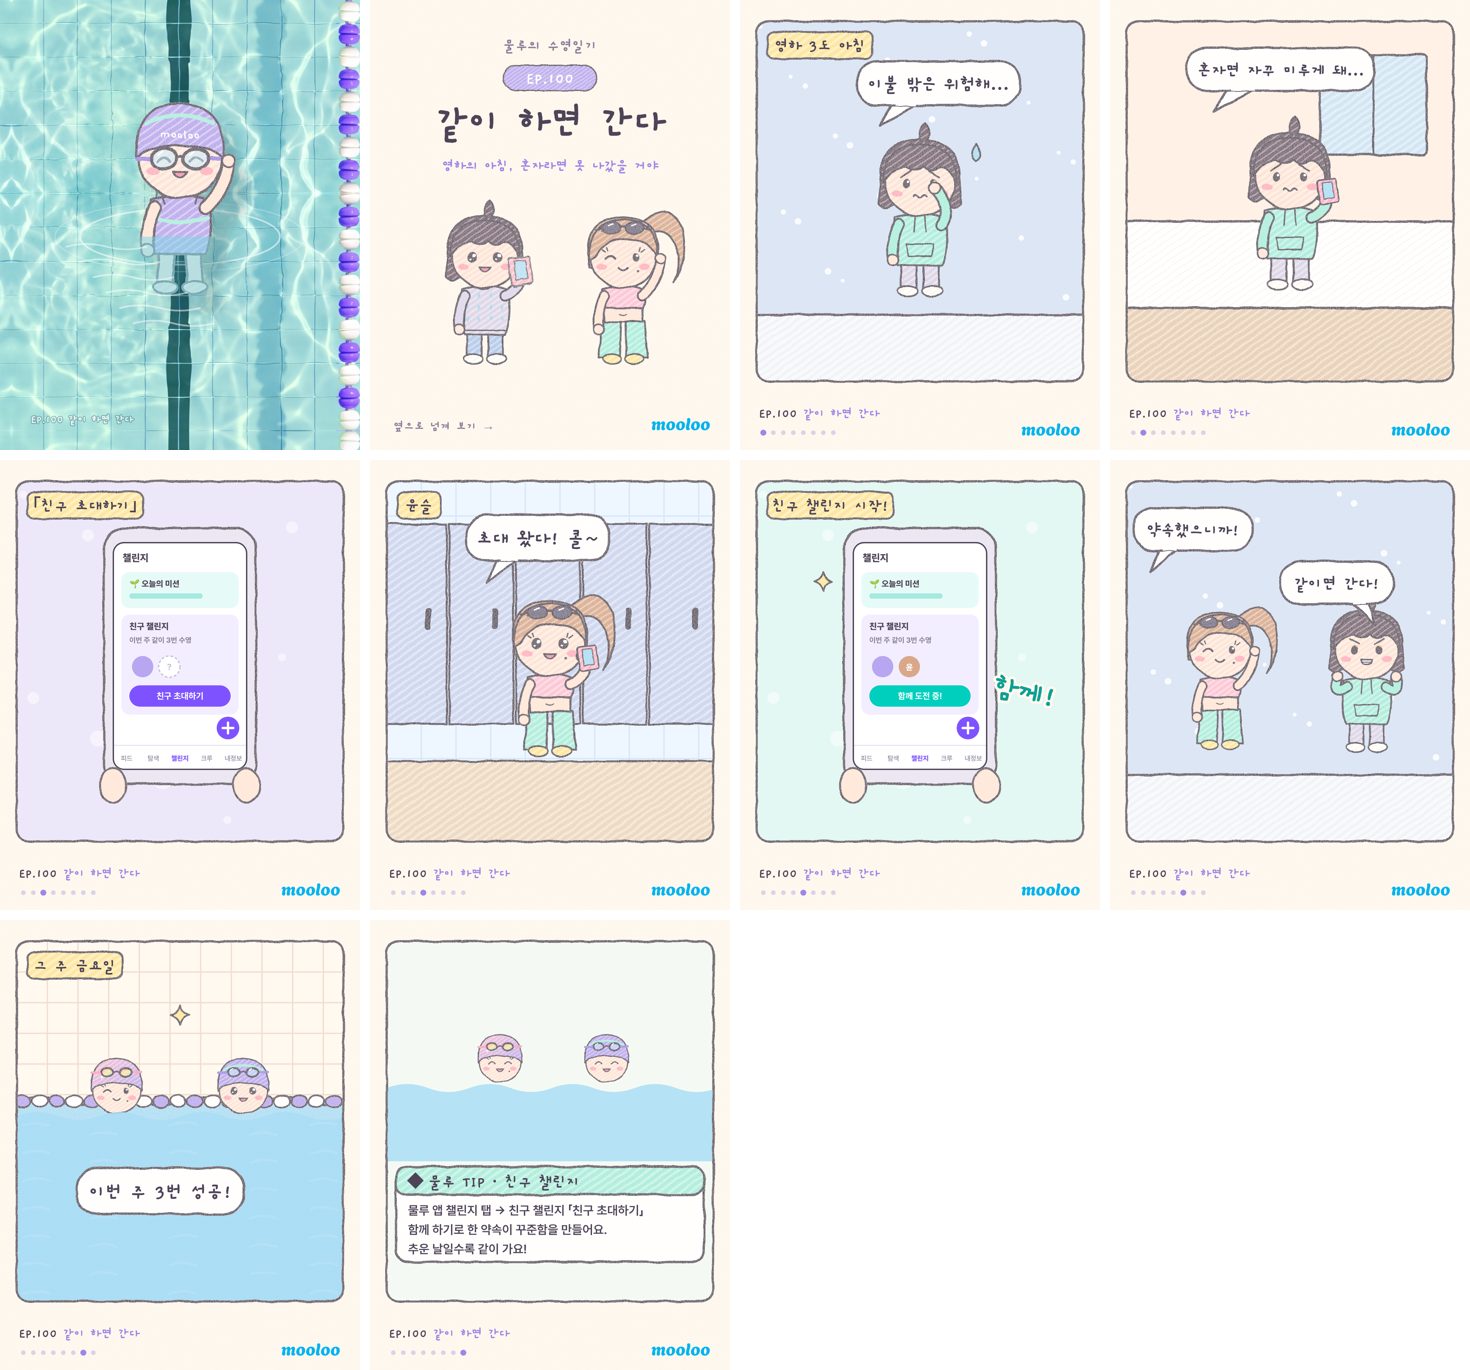 mooloo
EP.100 같이 하면 간다
물루의 수영일기
EP.100
같이 하면 간다
영하의 아침, 혼자라면 못 나갔을 거야
옆으로 넘겨 보기 →
mooloo
영하 3도 아침
이불 밖은 위험해...
EP.100 같이 하면 간다
mooloo
혼자면 자꾸 미루게 돼...
EP.100 같이 하면 간다
mooloo
「친구 초대하기」
챌린지
🌱 오늘의 미션
친구 챌린지
이번 주 같이 3번 수영
?
친구 초대하기
+
피드 탐색 챌린지 크루 내정보
EP.100 같이 하면 간다
mooloo
윤슬
초대 왔다! 콜~
EP.100 같이 하면 간다
mooloo
친구 챌린지 시작!
챌린지
🌱 오늘의 미션
친구 챌린지
이번 주 같이 3번 수영
윤
함께 도전 중!
+
피드 탐색 챌린지 크루 내정보
함께!
EP.100 같이 하면 간다
mooloo
약속했으니까!
같이면 간다!
EP.100 같이 하면 간다
mooloo
그 주 금요일
이번 주 3번 성공!
EP.100 같이 하면 간다
mooloo
◆ 물루 TIP · 친구 챌린지
물루 앱 챌린지 탭 → 친구 챌린지 「친구 초대하기」
함께 하기로 한 약속이 꾸준함을 만들어요.
추운 날일수록 같이 가요!
EP.100 같이 하면 간다
mooloo